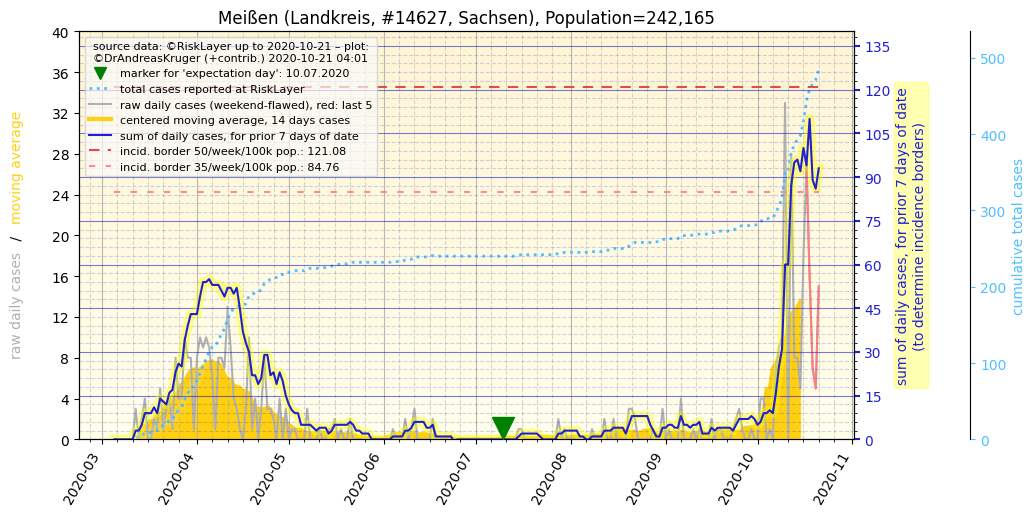 Meißen (Landkreis, #14627, Sachsen), Population=242,165
source data: ©RiskLayer up to 2020-10-21 – plot:
©DrAndreasKruger (+contrib.) 2020-10-21 04:01
marker for 'expectation day': 10.07.2020
total cases reported at RiskLayer
raw daily cases (weekend-flawed), red: last 5
centered moving average, 14 days cases
sum of daily cases, for prior 7 days of date
incid. border 50/week/100k pop.: 121.08
incid. border 35/week/100k pop.: 84.76
raw daily cases / moving average
40
36
32
28
24
20
16
12
8
4
0
135
120
105
90
75
60
45
30
15
0
sum of daily cases, for prior 7 days of date
(to determine incidence borders)
500
400
300
200
100
0
cumulative total cases
2020-03
2020-04
2020-05
2020-06
2020-07
2020-08
2020-09
2020-10
2020-11